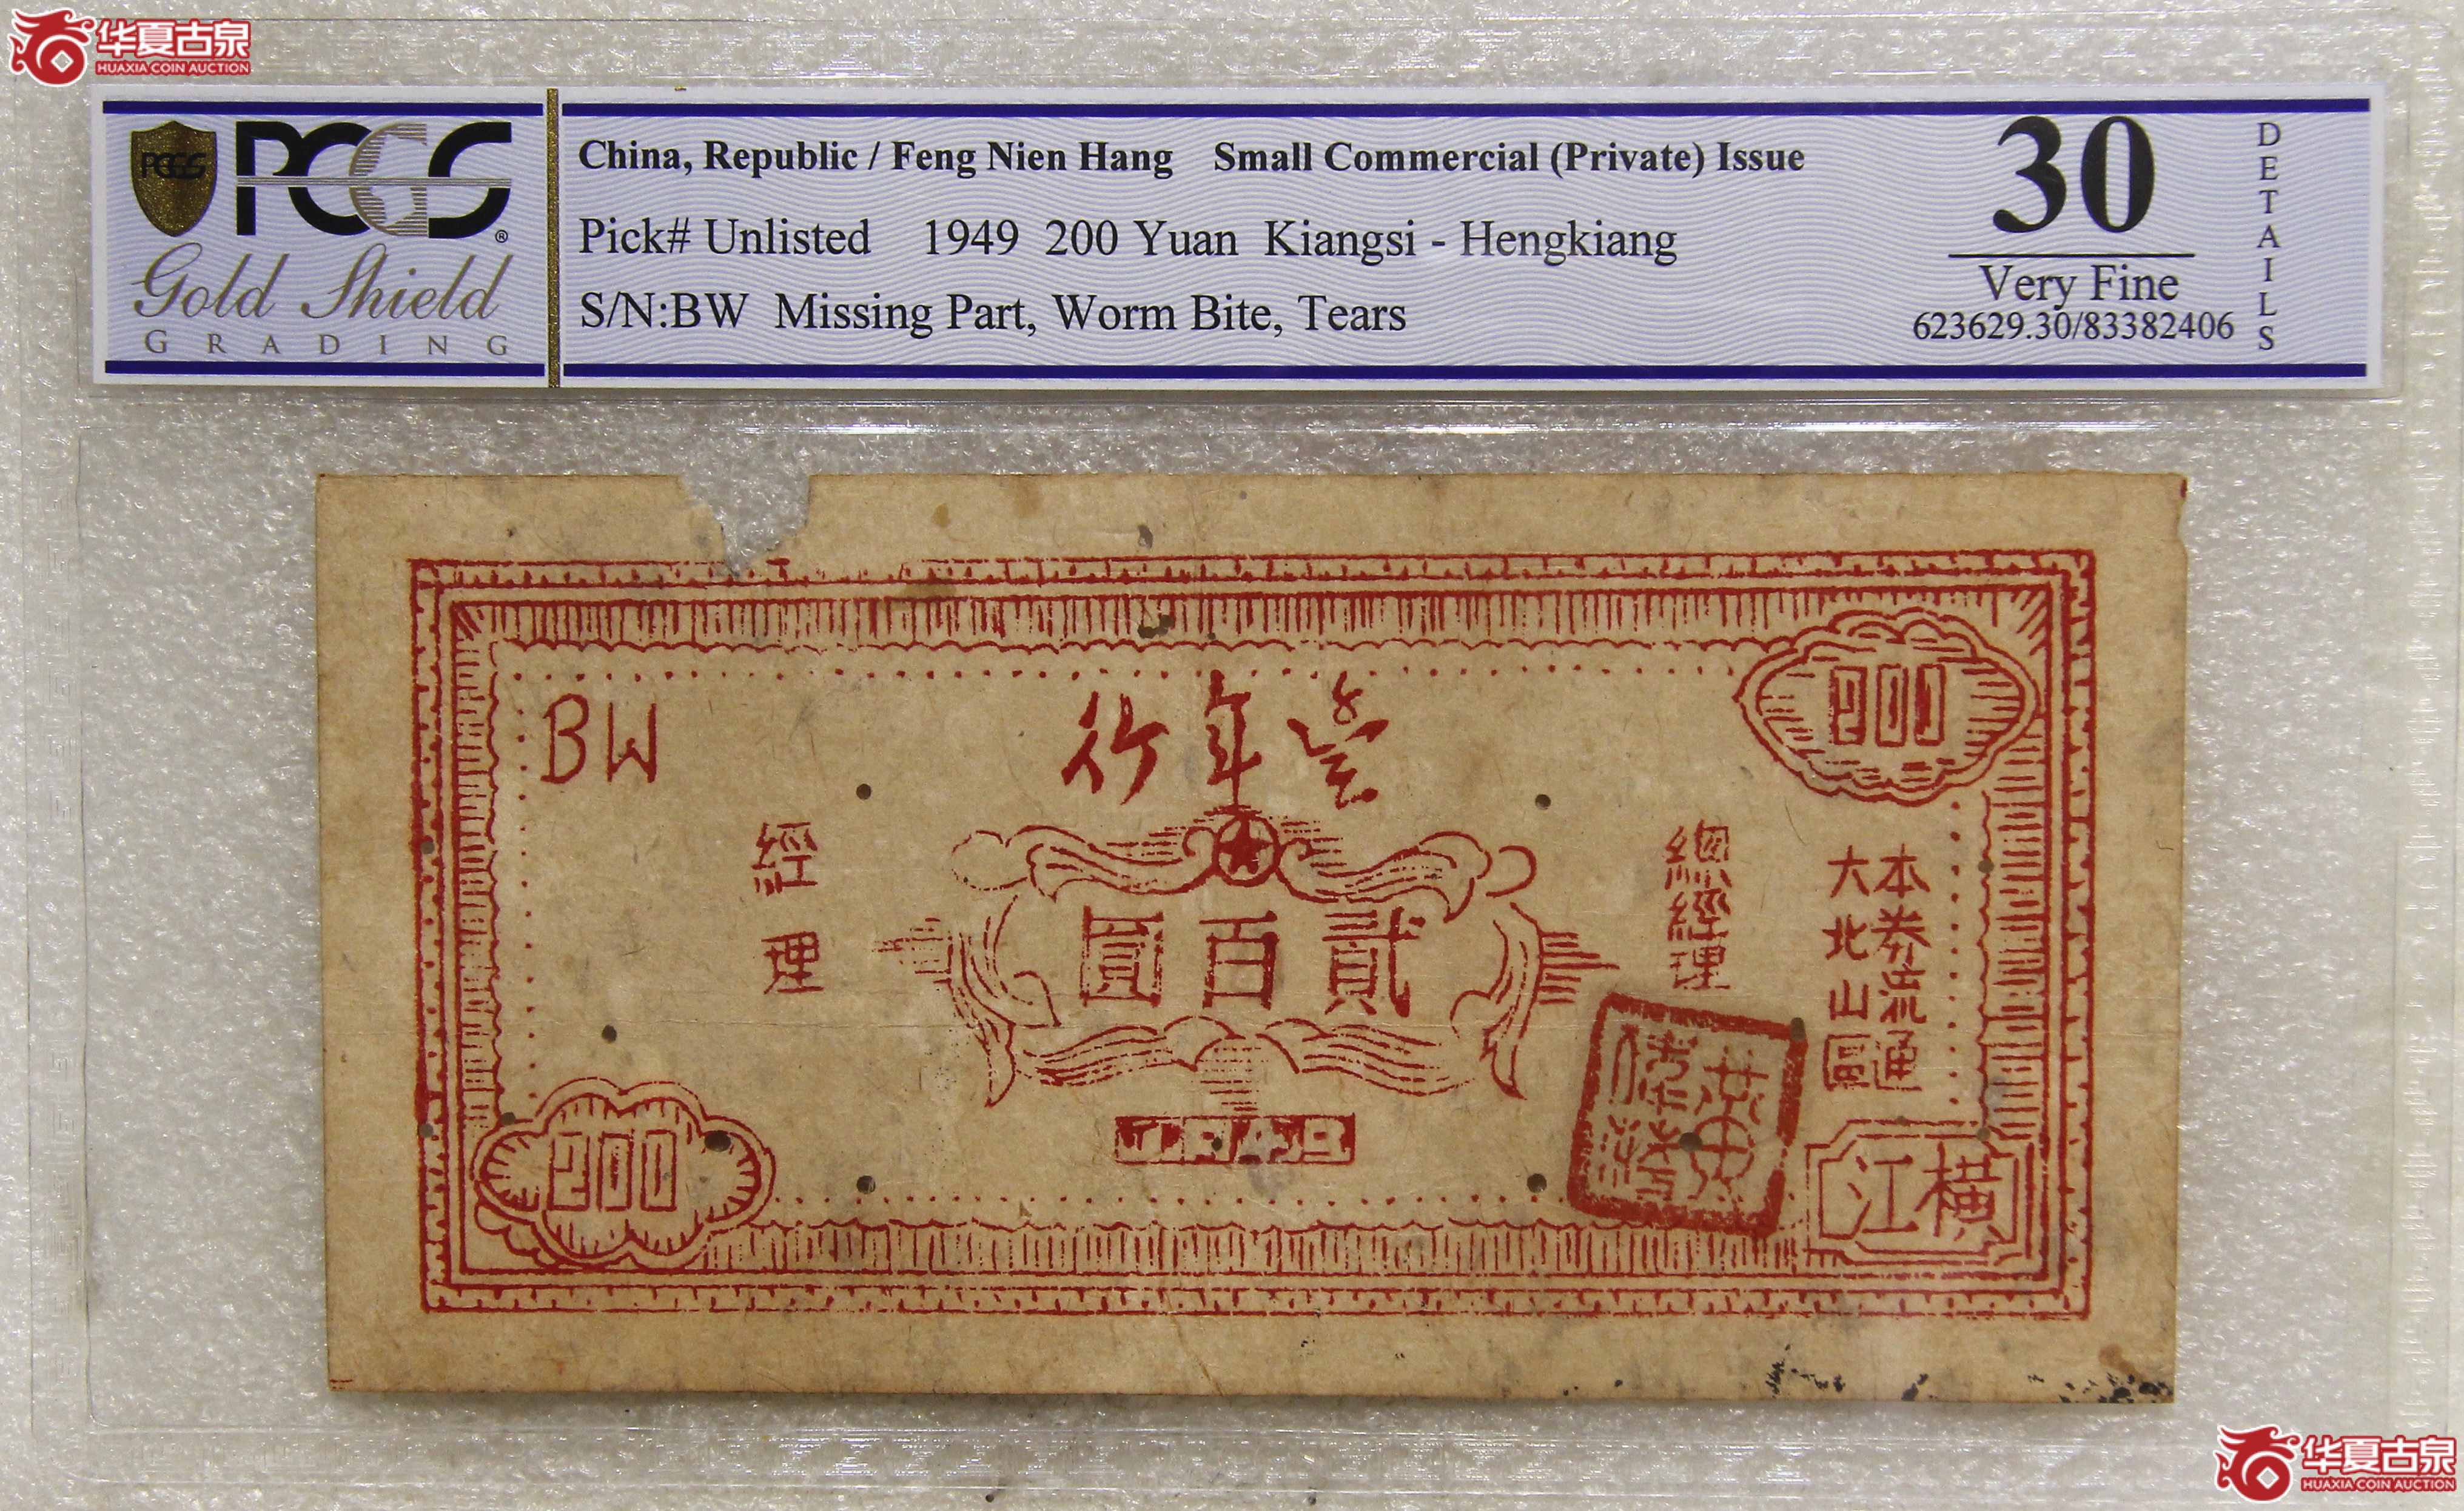 华夏古泉
HUAXIA COIN AUCTION
PCGS
PCGS®
Gold Shield
GRADING
China, Republic / Feng Nien Hang Small Commercial (Private) Issue
Pick# Unlisted 1949 200 Yuan Kiangsi - Hengkiang
S/N:BW Missing Part, Worm Bite, Tears
30
Very Fine
623629.30/83382406
DETAILS
200
BW
行年豊
總經理
經理
本券流通
大北山區
圓百貳
1949
200
江橫
华夏古泉
HUAXIA COIN AUCTION